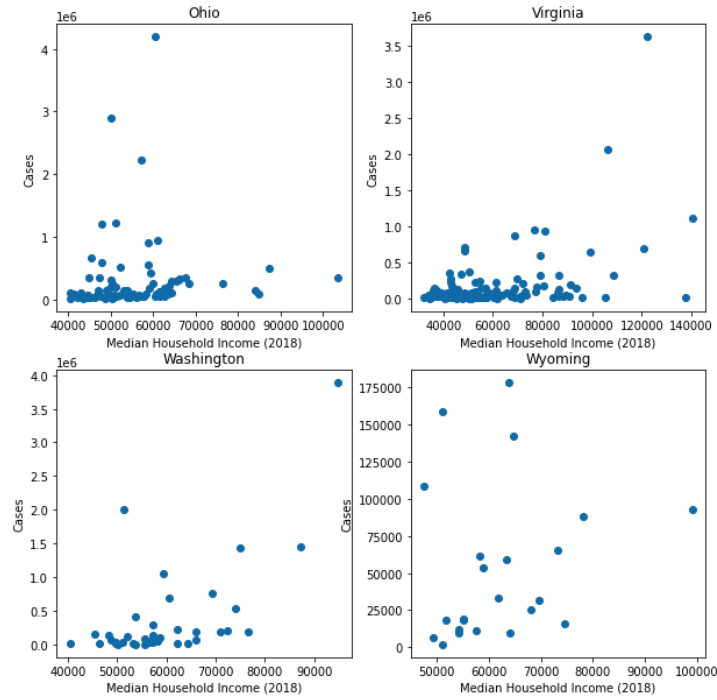 Ohio
1e6
4
3
2
1
0
Cases
40000 50000 60000 70000 80000 90000 100000
Median Household Income (2018)
Virginia
1e6
3.5
3.0
2.5
2.0
1.5
1.0
0.5
0.0
Cases
40000 60000 80000 100000 120000 140000
Median Household Income (2018)
Washington
1e6
4.0
3.5
3.0
2.5
2.0
1.5
1.0
0.5
0.0
Cases
40000 50000 60000 70000 80000 90000
Median Household Income (2018)
Wyoming
175000
150000
125000
100000
75000
50000
25000
0
Cases
50000 60000 70000 80000 90000 100000
Median Household Income (2018)